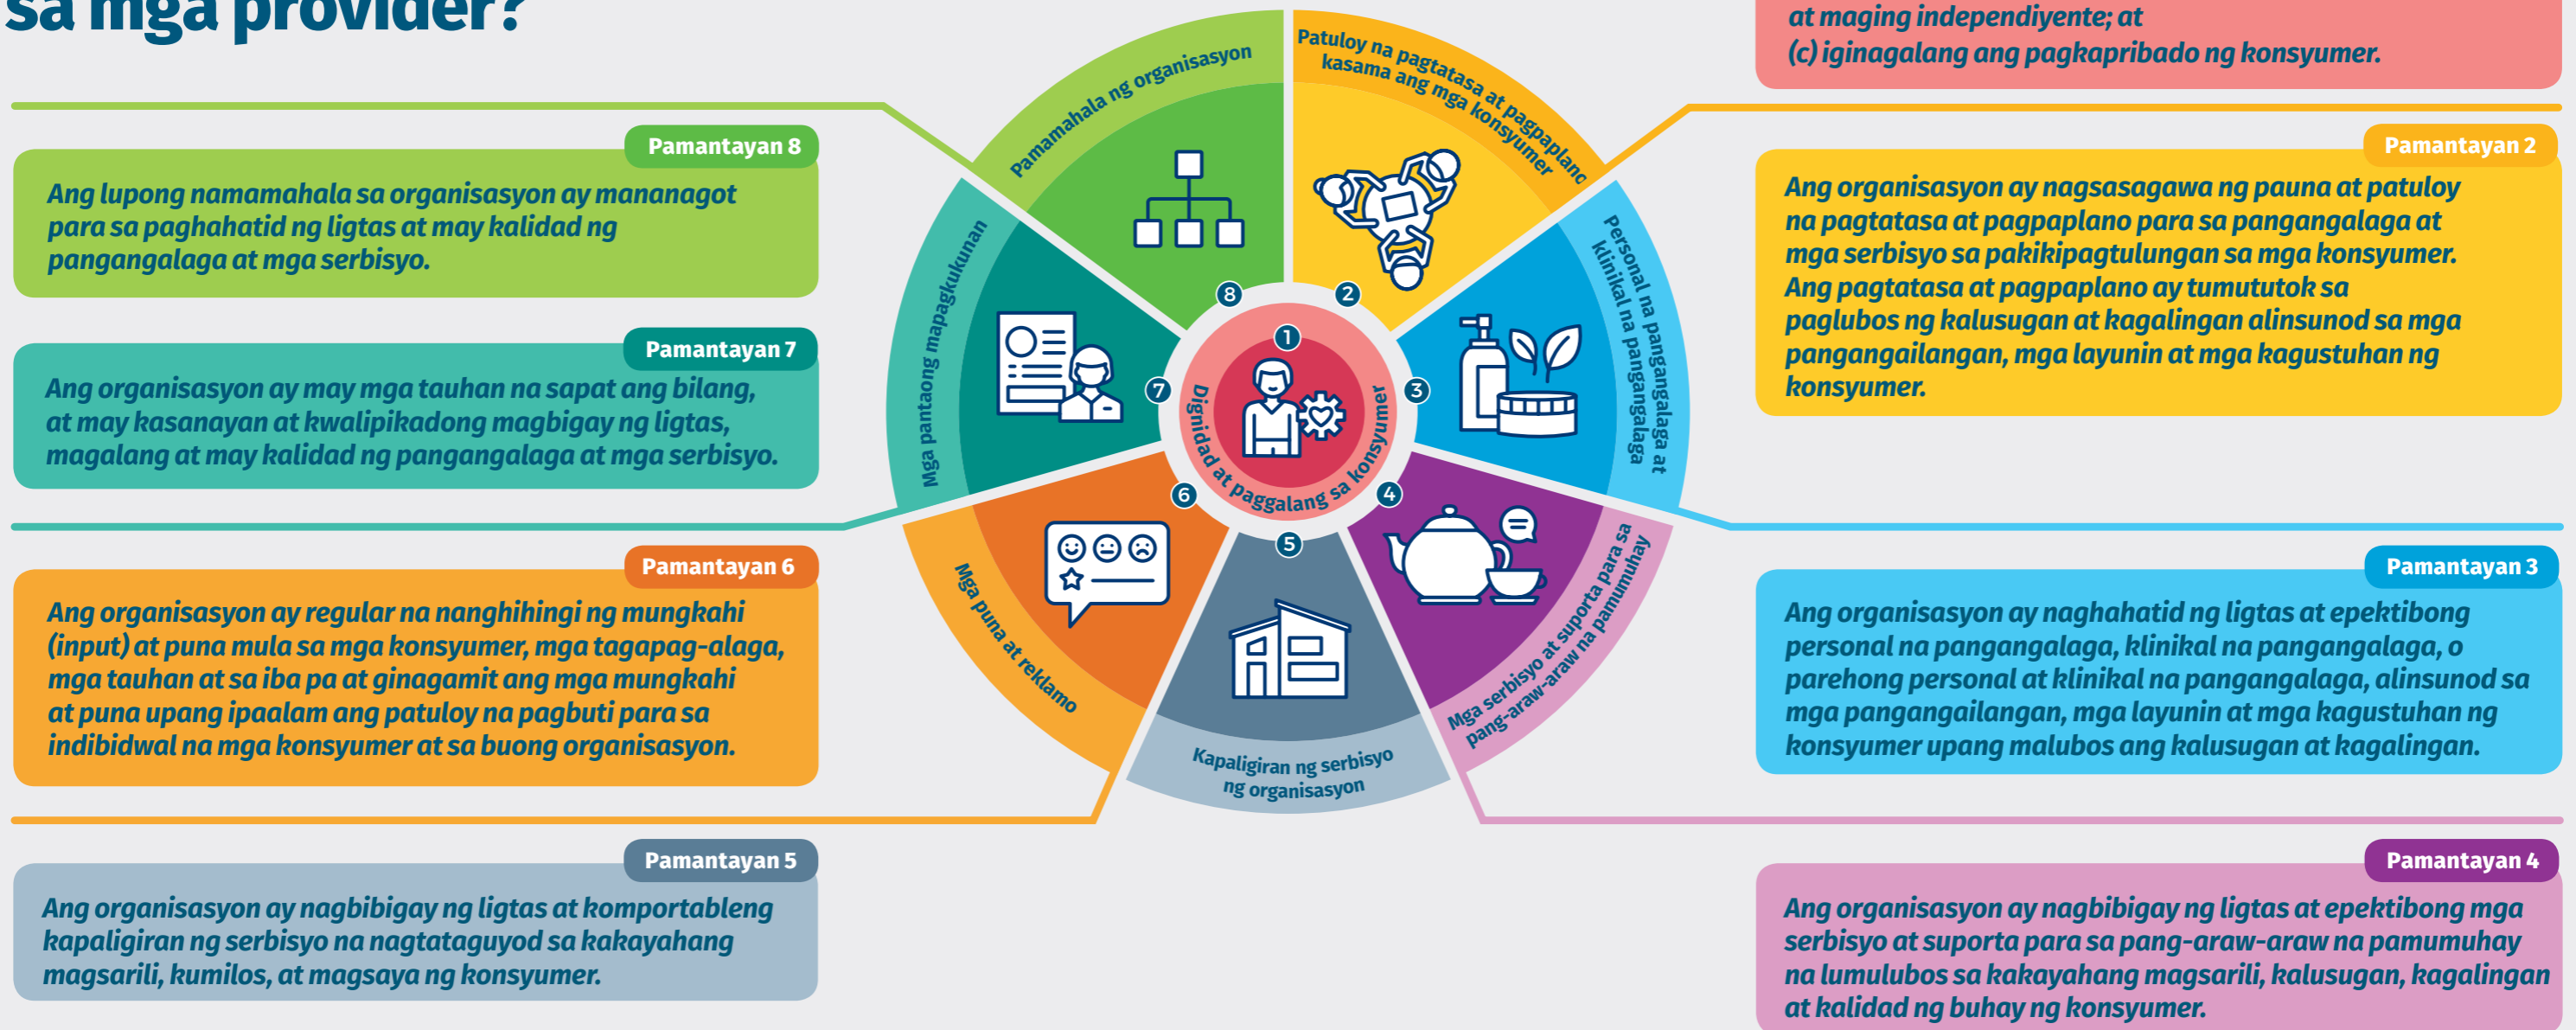 sa mga provider?
at maging independiyente; at
(c) iginagalang ang pagkapribado ng konsyumer.
Pamantayan 8
Ang lupong namamahala sa organisasyon ay mananagot
para sa paghahatid ng ligtas at may kalidad ng
pangangalaga at mga serbisyo.
Pamantayan 7
Ang organisasyon ay may mga tauhan na sapat ang bilang,
at may kasanayan at kwalipikadong magbigay ng ligtas,
magalang at may kalidad ng pangangalaga at mga serbisyo.
Pamantayan 6
Ang organisasyon ay regular na nanghihingi ng mungkahi
(input) at puna mula sa mga konsyumer, mga tagapag-alaga,
mga tauhan at sa iba pa at ginagamit ang mga mungkahi
at puna upang ipaalam ang patuloy na pagbuti para sa
indibidwal na mga konsyumer at sa buong organisasyon.
Pamantayan 5
Ang organisasyon ay nagbibigay ng ligtas at komportableng
kapaligiran ng serbisyo na nagtataguyod sa kakayahang
magsarili, kumilos, at magsaya ng konsyumer.
Pamamahala ng organisasyon
8
Patuloy na pagtatasa at pagpaplano
kasama ang mga konsyumer
2
Mga pantaong mapagkukunan
7
1
Dignidad at paggalang sa konsyumer
Personal na pangangalaga at
klinikal na pangangalaga
3
Mga puna at reklamo
6
Kapaligiran ng serbisyo
ng organisasyon
5
Mga serbisyo at suporta para sa
pang-araw-araw na pamumuhay
4
Pamantayan 2
Ang organisasyon ay nagsasagawa ng pauna at patuloy
na pagtatasa at pagpaplano para sa pangangalaga at
mga serbisyo sa pakikipagtulungan sa mga konsyumer.
Ang pagtatasa at pagpaplano ay tumututok sa
paglubos ng kalusugan at kagalingan alinsunod sa mga
pangangailangan, mga layunin at mga kagustuhan ng
konsyumer.
Pamantayan 3
Ang organisasyon ay naghahatid ng ligtas at epektibong
personal na pangangalaga, klinikal na pangangalaga, o
parehong personal at klinikal na pangangalaga, alinsunod sa
mga pangangailangan, mga layunin at mga kagustuhan ng
konsyumer upang malubos ang kalusugan at kagalingan.
Pamantayan 4
Ang organisasyon ay nagbibigay ng ligtas at epektibong mga
serbisyo at suporta para sa pang-araw-araw na pamumuhay
na lumulubos sa kakayahang magsarili, kalusugan, kagalingan
at kalidad ng buhay ng konsyumer.